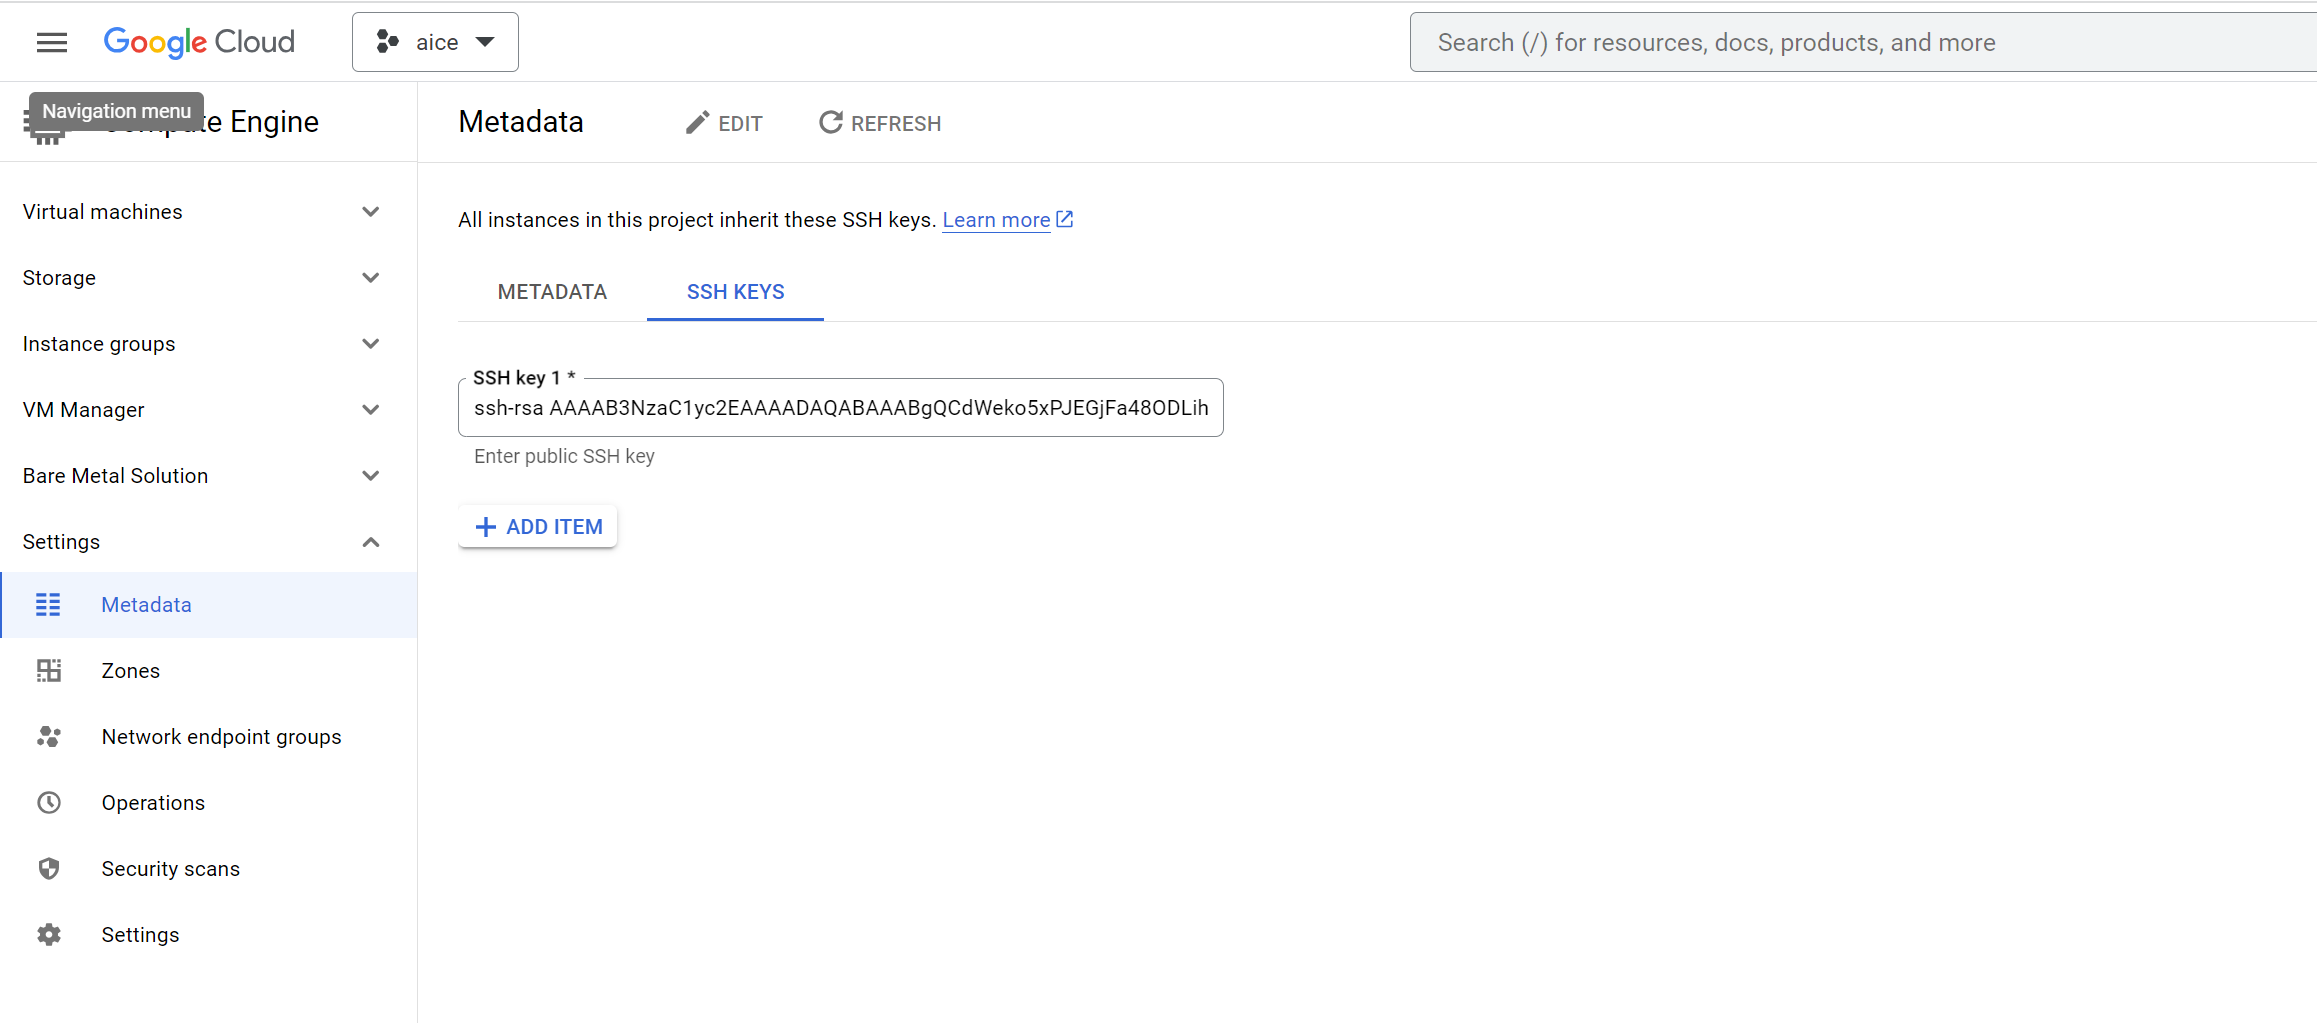 Google Cloud
aice
Search (/) for resources, docs, products, and more
Navigation menu
Engine
Metadata
EDIT
REFRESH
Virtual machines
Storage
Instance groups
VM Manager
Bare Metal Solution
Settings
Metadata
Zones
Network endpoint groups
Operations
Security scans
Settings
All instances in this project inherit these SSH keys. Learn more
METADATA
SSH KEYS
SSH key 1 *
ssh-rsa AAAAB3NzaC1yc2EAAAADAQABAAABgQCdWeko5xPJEGjFa48ODLih
Enter public SSH key
ADD ITEM